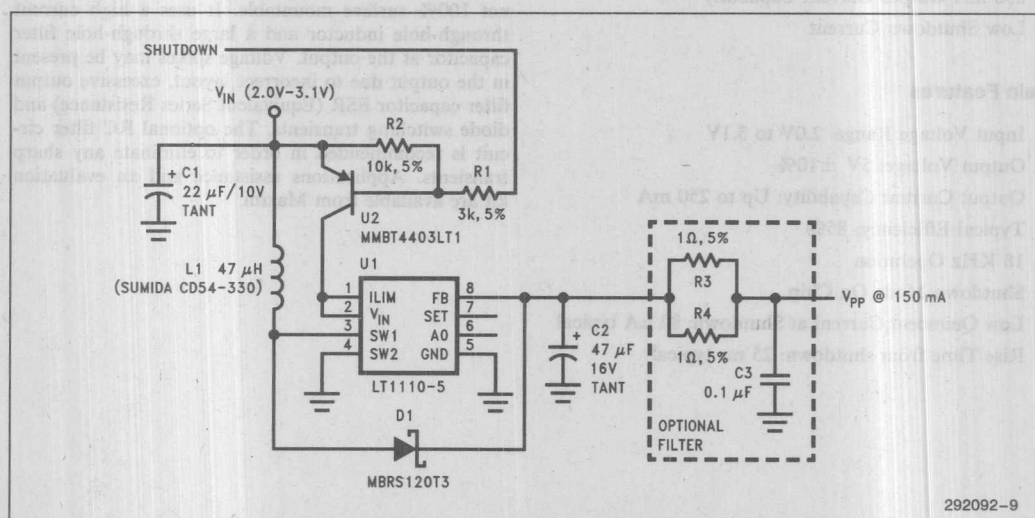 SHUTDOWN
V_IN (2.0V-3.1V)
R2
10k, 5%
R1
3k, 5%
+ C1
22 µF/10V
TANT
U2
MMBT4403LT1
L1 47 µH
(SUMIDA CD54-330)
U1
1 ILIM FB 8
2 V_IN SET 7
3 SW1 A0 6
4 SW2 GND 5
LT1110-5
D1
MBRS120T3
C2 +
47 µF
16V
TANT
1Ω, 5%
R3
R4
1Ω, 5%
C3
0.1 µF
OPTIONAL
FILTER
V_PP @ 150 mA
292092-9